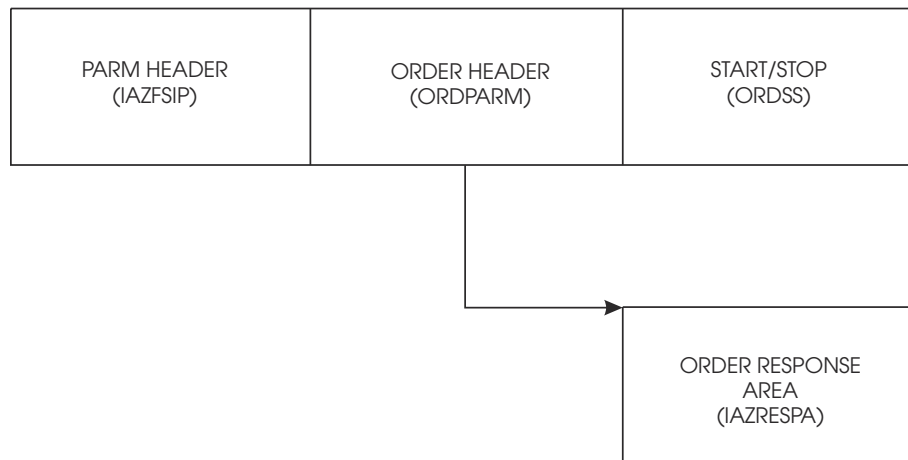 PARM HEADER
(IAZFSIP)
ORDER HEADER
(ORDPARM)
START/STOP
(ORDSS)
ORDER RESPONSE
AREA
(IAZRESPA)